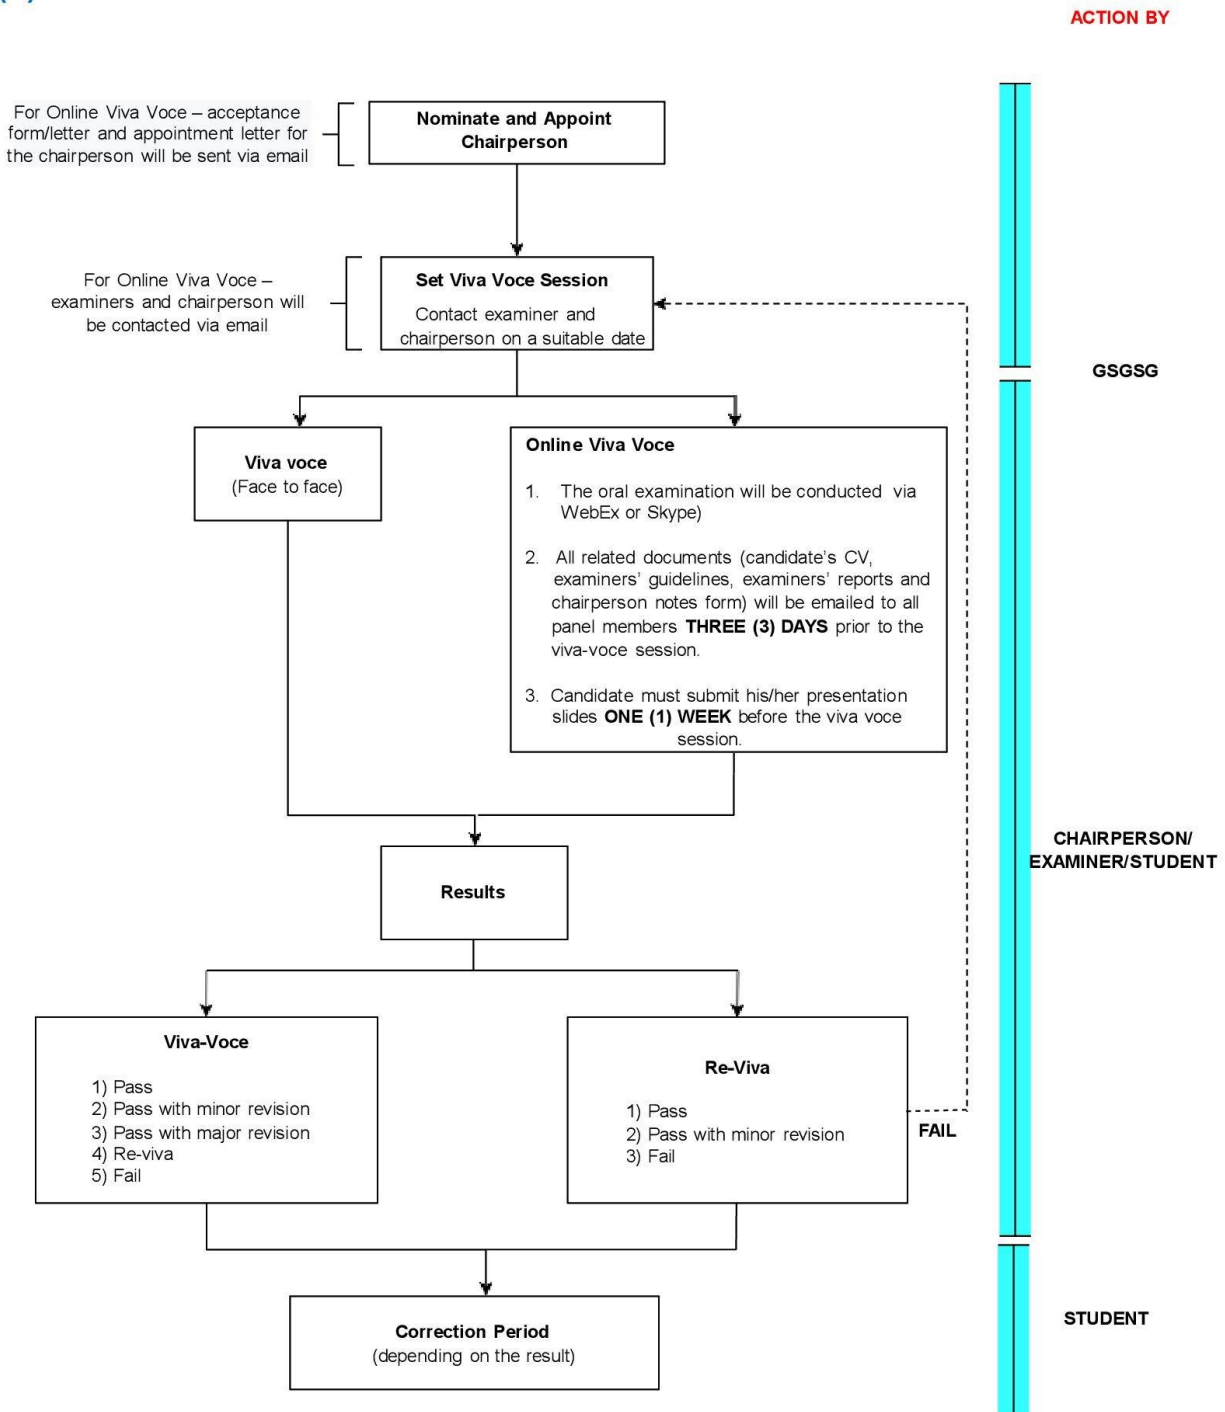 ACTION BY
For Online Viva Voce – acceptance
form/letter and appointment letter for
the chairperson will be sent via email
Nominate and Appoint
Chairperson
For Online Viva Voce –
examiners and chairperson will
be contacted via email
Set Viva Voce Session
Contact examiner and
chairperson on a suitable date
GSGSG
Viva voce
(Face to face)
Online Viva Voce
1. The oral examination will be conducted via
WebEx or Skype)
2. All related documents (candidate's CV,
examiners' guidelines, examiners' reports and
chairperson notes form) will be emailed to all
panel members THREE (3) DAYS prior to the
viva-voce session.
3. Candidate must submit his/her presentation
slides ONE (1) WEEK before the viva voce
session.
CHAIRPERSON/
EXAMINER/STUDENT
Results
Viva-Voce
1) Pass
2) Pass with minor revision
3) Pass with major revision
4) Re-viva
5) Fail
Re-Viva
1) Pass
2) Pass with minor revision
3) Fail
FAIL
Correction Period
(depending on the result)
STUDENT